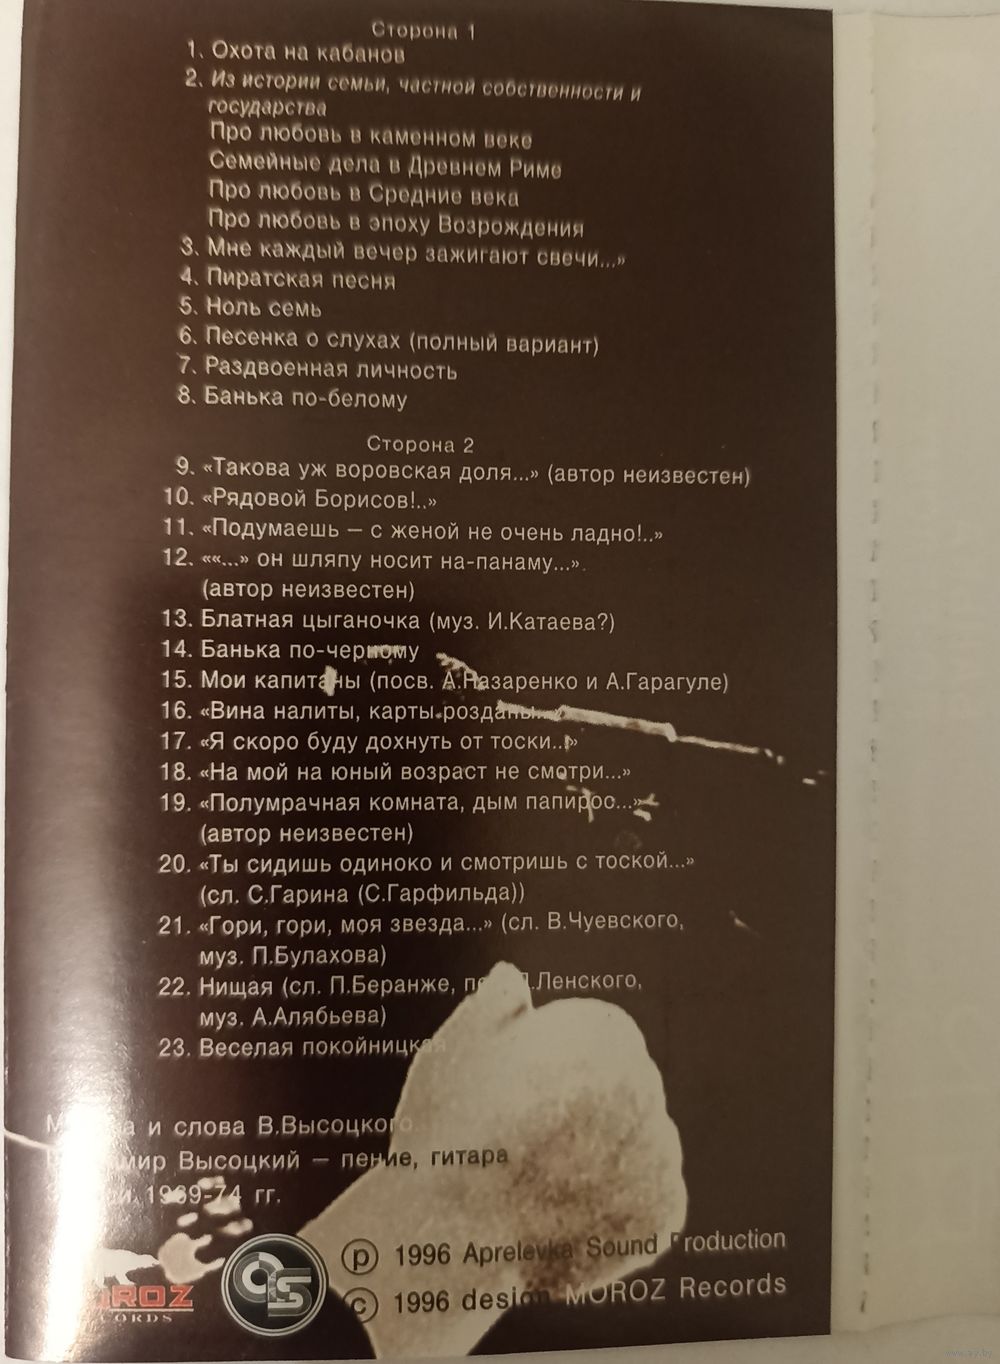 Сторона 1
1. Охота на кабанов
2. Из истории семьи, частной собственности и
государства
Про любовь в каменном веке
Семейные дела в Древнем Риме
Про любовь в Средние века
Про любовь в эпоху Возрождения
3. Мне каждый вечер зажигают свечи...»
4. Пиратская песня
5. Ноль семь
6. Песенка о слухах (полный вариант)
7. Раздвоенная личность
8. Банька по-белому
Сторона 2
9. «Такова уж воровская доля...» (автор неизвестен)
10. «Рядовой Борисов!..»
11. «Подумаешь — с женой не очень ладно!..»
12. ««...» он шляпу носит на-панаму...».
(автор неизвестен)
13. Блатная цыганочка (муз. И.Катаева?)
14. Банька по-черному
15. Мои капитаны (посв. А.Назаренко и А.Гарагуле)
16. «Вина налиты, карты розданы...»
17. «Я скоро буду дохнуть от тоски...»
18. «На мой на юный возраст не смотри...»
19. «Полумрачная комната, дым папирос...»
(автор неизвестен)
20. «Ты сидишь одиноко и смотришь с тоской...»
(сл. С.Гарина (С.Гарфильда))
21. «Гори, гори, моя звезда...» (сл. В.Чуевского,
муз. П.Булахова)
22. Нищая (сл. П.Беранже, Ленского,
муз. А.Алябьева)
23. Веселая покойницкая
и слова В.Высоцкого
Высоцкий — пение, гитара
1969-74 гг.
OS
℗ 1996 Aprelevka Sound Production
© 1996 design MOROZ Records
MOROZ
RECORDS